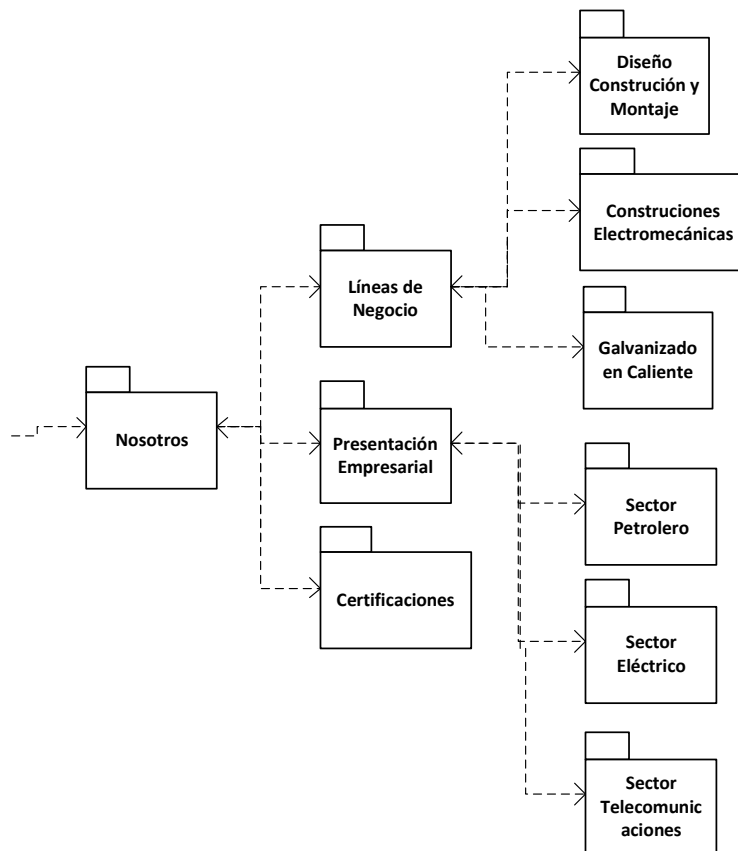 Diseño
Construción y
Montaje
Construciones
Electromecánicas
Líneas de
Negocio
Galvanizado
en Caliente
Nosotros
Presentación
Empresarial
Sector
Petrolero
Certificaciones
Sector
Eléctrico
Sector
Telecomunic
aciones